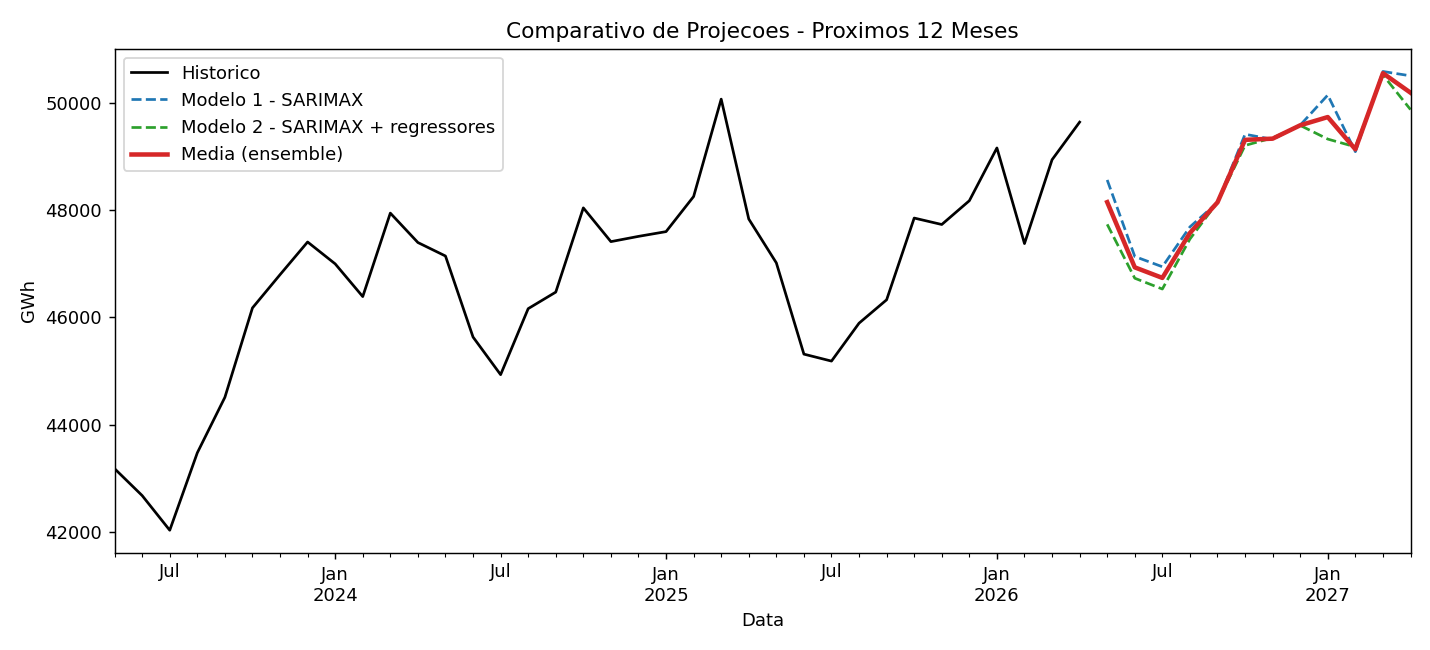 Comparativo de Projecoes - Proximos 12 Meses
Historico
Modelo 1 - SARIMAX
Modelo 2 - SARIMAX + regressores
Media (ensemble)
GWh
50000
48000
46000
44000
42000
Jul
Jan
2024
Jul
Jan
2025
Jul
Jan
2026
Jul
Jan
2027
Data